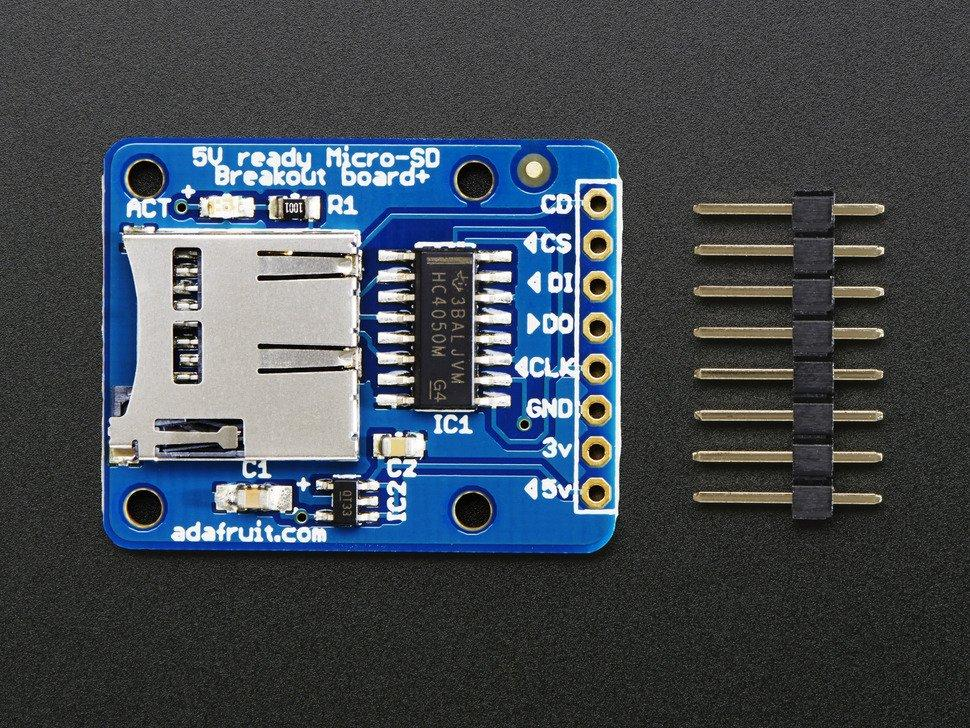 5V ready Micro-SD
Breakout board+
ACT
+
1001
R1
CD
CS
DI
DO
CLK
GND
3v
5v
3BALJVM
HC4050M
G4
IC1
C1
C2
+
QT33
IC2
adafruit.com